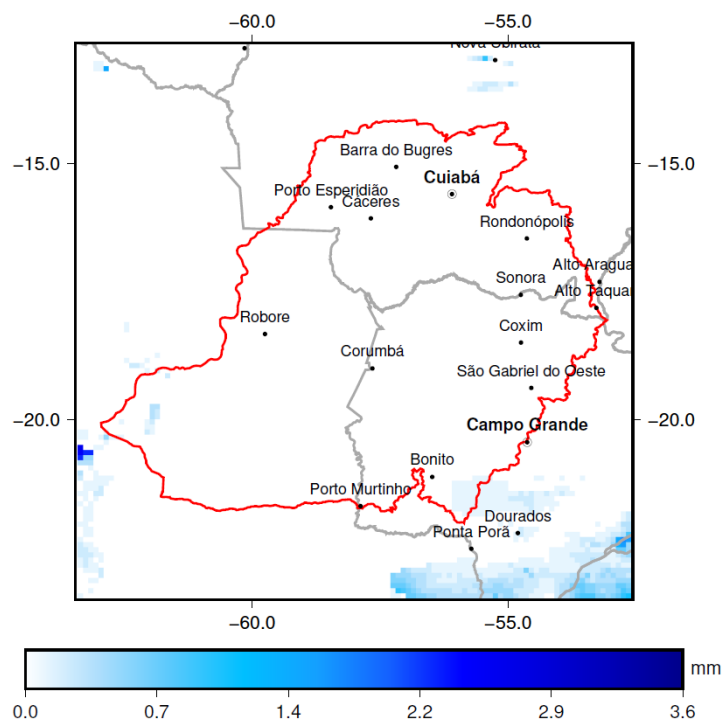 −60.0 −55.0
Nova Ubiratã
−15.0 −15.0
Barra do Bugres
Cuiabá
Porto Esperidião
Cáceres
Rondonópolis
Alto Aragua
Sonora
Alto Taquar
Robore
Coxim
Corumbá
São Gabriel do Oeste
−20.0 −20.0
Campo Grande
Bonito
Porto Murtinho
Dourados
Ponta Porã
−60.0 −55.0
mm
0.0 0.7 1.4 2.2 2.9 3.6